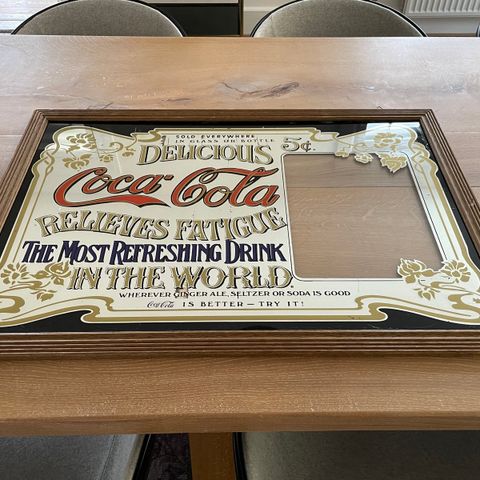 SOLD EVERYWHERE
IN GLASS OR BOTTLE
5¢
DELICIOUS
Coca-Cola
RELIEVES FATIGUE
THE MOST REFRESHING DRINK
IN THE WORLD.
WHEREVER GINGER ALE, SELTZER OR SODA IS GOOD
Coca-Cola IS BETTER — TRY IT!